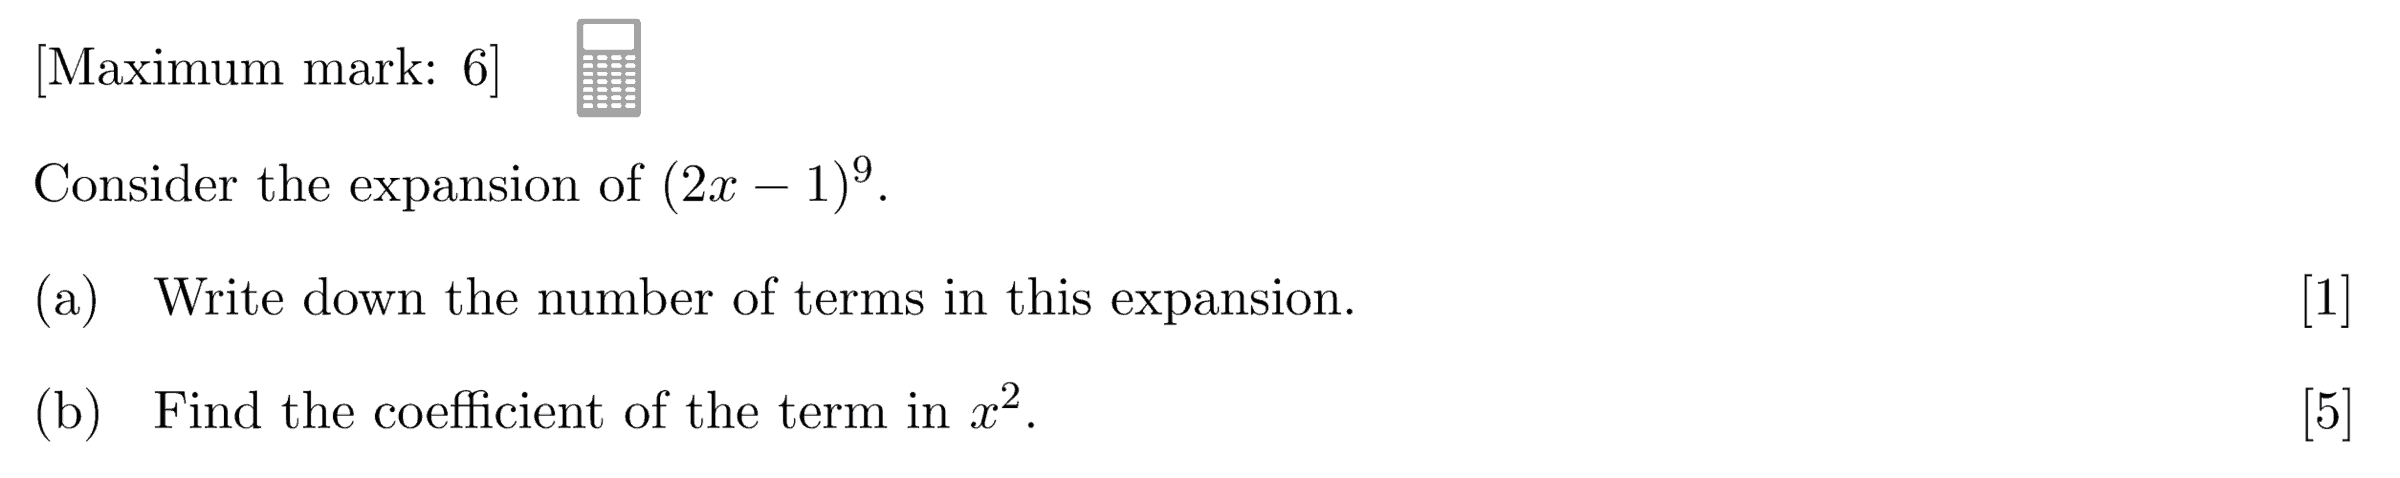 [Maximum mark: 6]
Consider the expansion of (2x − 1)⁹.
(a) Write down the number of terms in this expansion. [1]
(b) Find the coefficient of the term in x². [5]